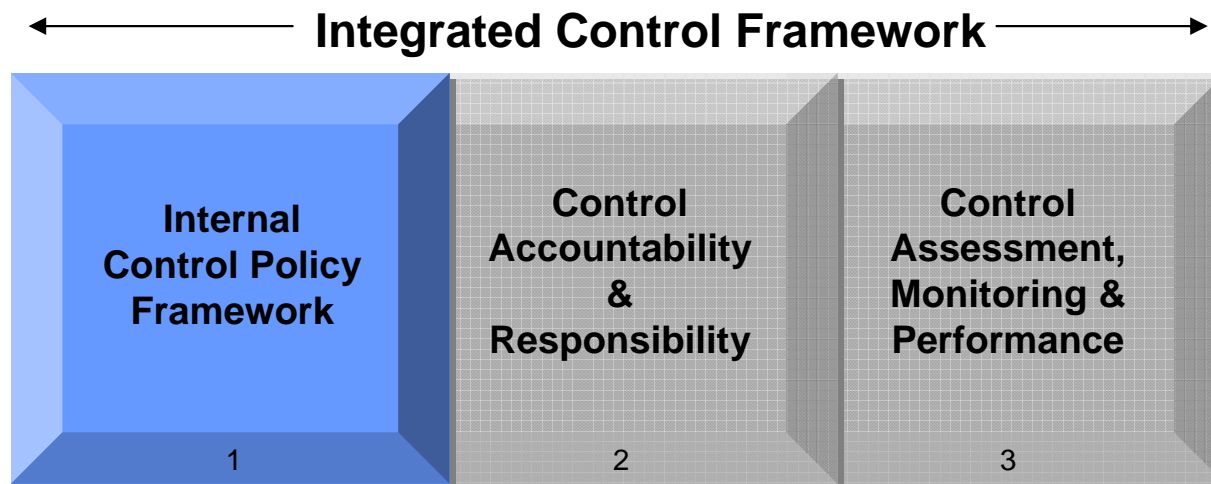 Integrated Control Framework
Internal
Control Policy
Framework
1
Control
Accountability
&
Responsibility
2
Control
Assessment,
Monitoring &
Performance
3